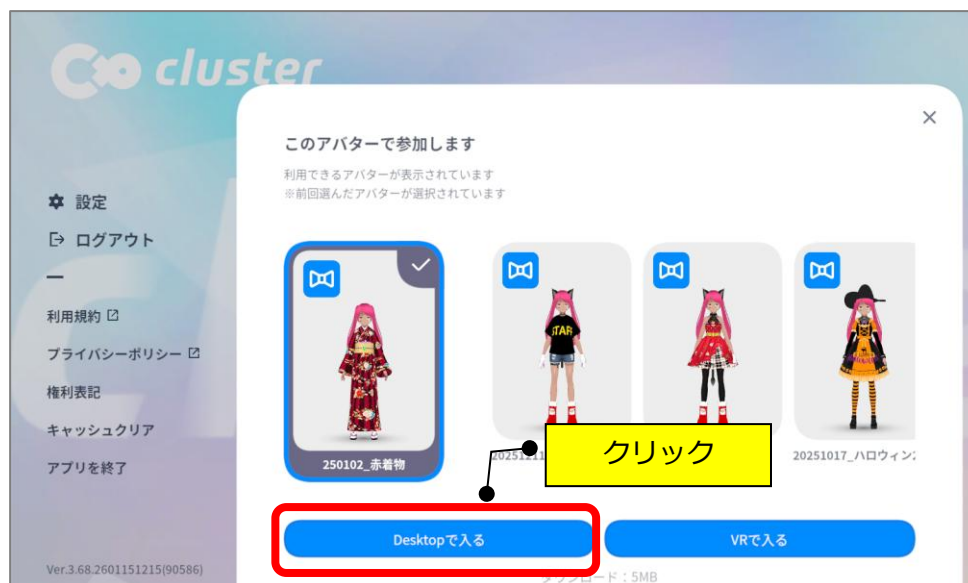 cluster
このアバターで参加します
利用できるアバターが表示されています
※前回選んだアバターが選択されています
設定
ログアウト
利用規約
プライバシーポリシー
権利表記
キャッシュクリア
アプリを終了
STAR
250102_赤着物
クリック
20251017_ハロウィン
Desktopで入る
VRで入る
ダウンロード：5MB
Ver.3.68.2601151215(90586)